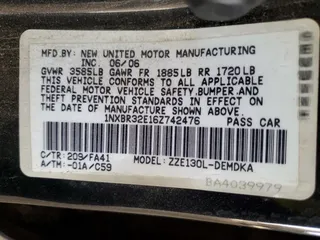 MFD.BY: NEW UNITED MOTOR MANUFACTURING
INC. 06/06
GVWR 3585LB GAWR FR 1885LB RR 1720LB
THIS VEHICLE CONFORMS TO ALL APPLICABLE
FEDERAL MOTOR VEHICLE SAFETY,BUMPER,AND
THEFT PREVENTION STANDARDS IN EFFECT ON
THE DATE OF MANUFACTURE SHOWN ABOVE.
1NXBR32E16Z742476 PASS CAR
C/TR: 209/FA41 MODEL: ZZE130L-DEMDKA
A/TM: -01A/C59
BA4039979